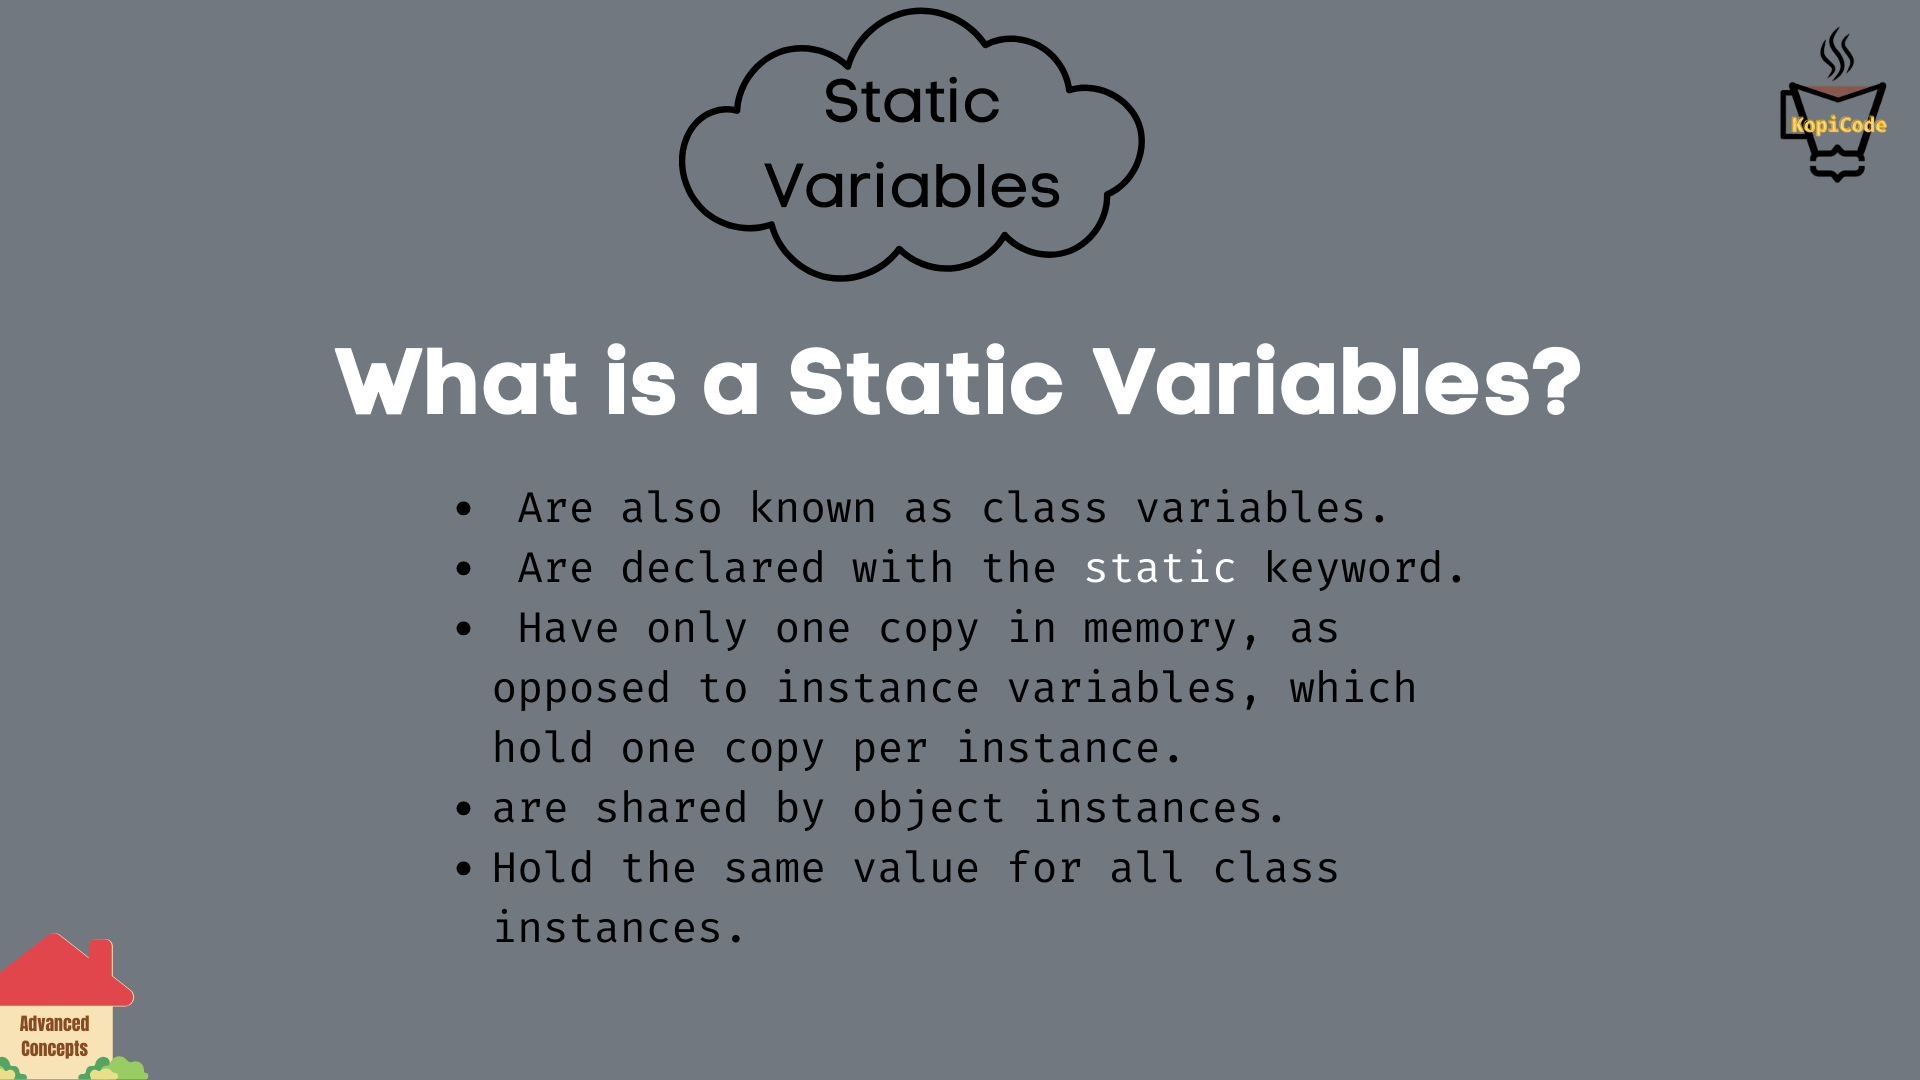 Static
Variables
KopiCode
What is a Static Variables?
• Are also known as class variables.
• Are declared with the static keyword.
• Have only one copy in memory, as
opposed to instance variables, which
hold one copy per instance.
• are shared by object instances.
• Hold the same value for all class
instances.
Advanced
Concepts